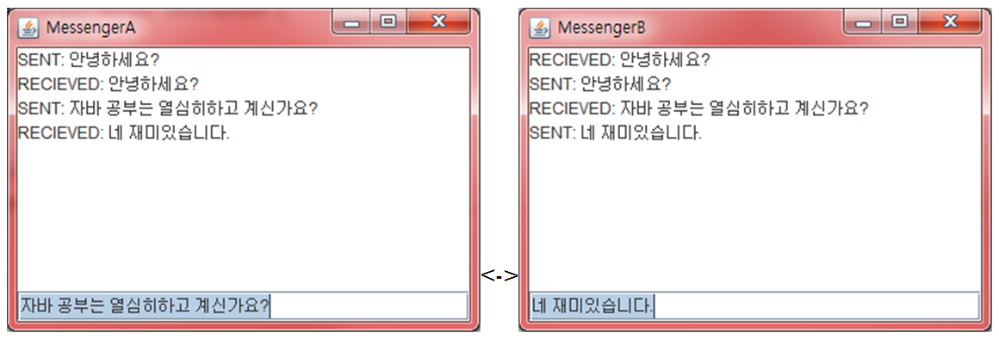 MessengerA
SENT: 안녕하세요?
RECIEVED: 안녕하세요?
SENT: 자바 공부는 열심히하고 계신가요?
RECIEVED: 네 재미있습니다.
자바 공부는 열심히하고 계신가요?
<->
MessengerB
RECIEVED: 안녕하세요?
SENT: 안녕하세요?
RECIEVED: 자바 공부는 열심히하고 계신가요?
SENT: 네 재미있습니다.
네 재미있습니다.